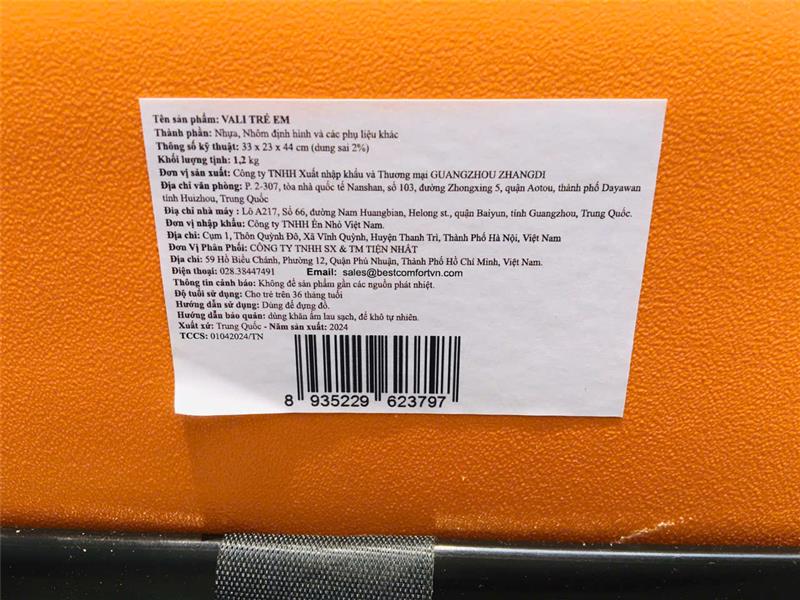 Tên sản phẩm: VALI TRẺ EM
Thành phần: Nhựa, Nhôm định hình và các phụ liệu khác
Thông số kỹ thuật: 33 x 23 x 44 cm (dung sai 2%)
Khối lượng tịnh: 1,2 kg
Đơn vị sản xuất: Công ty TNHH Xuất nhập khẩu và Thương mại GUANGZHOU ZHANGDI
Địa chỉ văn phòng: P. 2-307, tòa nhà quốc tế Nanshan, số 103, đường Zhongxing 5, quận Aotou, thành phố Dayawan
tỉnh Huizhou, Trung Quốc
Địa chỉ nhà máy : Lô A217, Số 66, đường Nam Huangbian, Helong st., quận Baiyun, tỉnh Guangzhou, Trung Quốc.
Đơn vị nhập khẩu: Công ty TNHH Én Nhỏ Việt Nam.
Địa chỉ: Cụm 1, Thôn Quỳnh Đô, Xã Vĩnh Quỳnh, Huyện Thanh Trì, Thành Phố Hà Nội, Việt Nam
Đơn Vị Phân Phối: CÔNG TY TNHH SX & TM TIỆN NHẤT
Địa chỉ: 59 Hồ Biểu Chánh, Phường 12, Quận Phú Nhuận, Thành Phố Hồ Chí Minh, Việt Nam.
Điện thoại: 028.38447491 Email: sales@bestcomfortvn.com
Thông tin cảnh báo: Không để sản phẩm gần các nguồn phát nhiệt.
Độ tuổi sử dụng: Cho trẻ trên 36 tháng tuổi
Hướng dẫn sử dụng: Dùng để đựng đồ.
Hướng dẫn bảo quản: dùng khăn ẩm lau sạch, để khô tự nhiên.
Xuất xứ: Trung Quốc - Năm sản xuất: 2024
TCCS: 01042024/TN
8 935229 623797